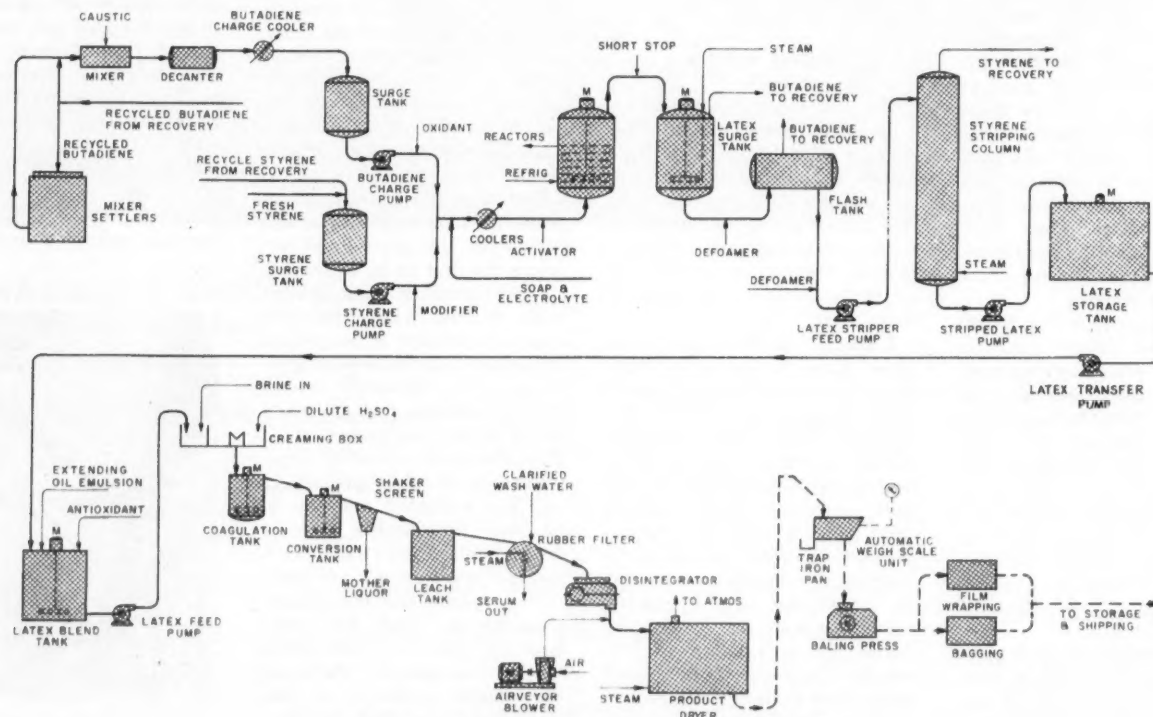 CAUSTIC
BUTADIENE
CHARGE COOLER
MIXER
DECANTER
SURGE
TANK
RECYCLED BUTADIENE
FROM RECOVERY
RECYCLED
BUTADIENE
MIXER
SETTLERS
OXIDANT
BUTADIENE
CHARGE
PUMP
RECYCLE STYRENE
FROM RECOVERY
FRESH
STYRENE
STYRENE SURGE
TANK
STYRENE
CHARGE
PUMP
MODIFIER
COOLERS
ACTIVATOR
SOAP &
ELECTROLYTE
SHORT STOP
M
REACTORS
REFRIG
STEAM
M
BUTADIENE
TO RECOVERY
LATEX
SURGE
TANK
BUTADIENE
TO RECOVERY
FLASH
TANK
DEFOAMER
DEFOAMER
LATEX STRIPPER
FEED PUMP
STYRENE TO
RECOVERY
STYRENE
STRIPPING
COLUMN
STEAM
STRIPPED LATEX
PUMP
M
LATEX
STORAGE
TANK
LATEX TRANSFER
PUMP
BRINE IN
DILUTE H₂SO₄
M
CREAMING BOX
EXTENDING
OIL EMULSION
ANTIOXIDANT
M
LATEX BLEND
TANK
LATEX FEED
PUMP
M
COAGULATION
TANK
M
CONVERSION
TANK
SHAKER
SCREEN
MOTHER
LIQUOR
LEACH
TANK
CLARIFIED
WASH WATER
RUBBER FILTER
STEAM
SERUM
OUT
DISINTEGRATOR
TO ATMOS
AIR
AIRVEYOR
BLOWER
STEAM
PRODUCT
DRYER
TRAP
IRON
PAN
AUTOMATIC
WEIGH SCALE
UNIT
BALING PRESS
FILM
WRAPPING
BAGGING
TO STORAGE
& SHIPPING